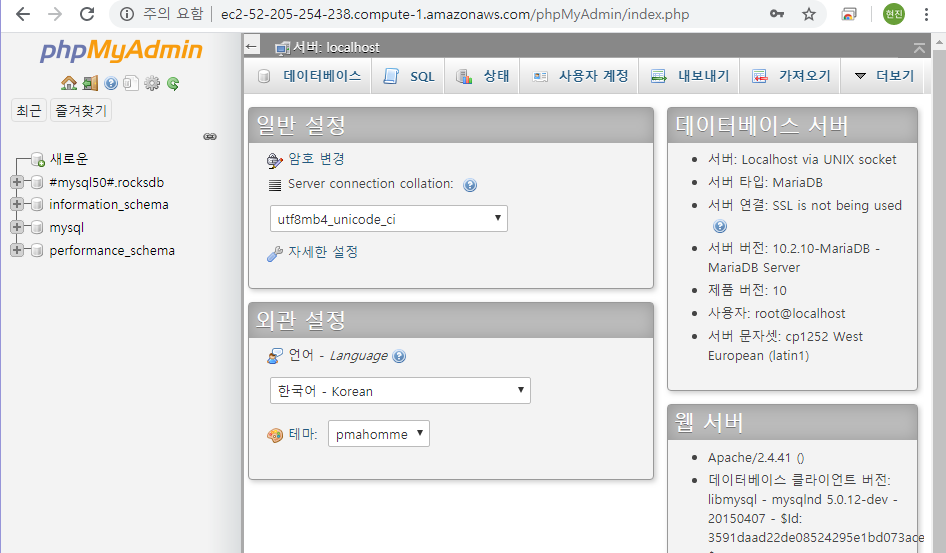 주의 요함 | ec2-52-205-254-238.compute-1.amazonaws.com/phpMyAdmin/index.php
현진
phpMyAdmin
최근 즐겨찾기
새로운
#mysql50#.rocksdb
information_schema
mysql
performance_schema
서버: localhost
데이터베이스 SQL 상태 사용자 계정 내보내기 가져오기 더보기
일반 설정
암호 변경
Server connection collation:
utf8mb4_unicode_ci
자세한 설정
외관 설정
언어 - Language
한국어 - Korean
테마: pmahomme
데이터베이스 서버
서버: Localhost via UNIX socket
서버 타입: MariaDB
서버 연결: SSL is not being used
서버 버전: 10.2.10-MariaDB -
MariaDB Server
제품 버전: 10
사용자: root@localhost
서버 문자셋: cp1252 West
European (latin1)
웹 서버
Apache/2.4.41 ()
데이터베이스 클라이언트 버전:
libmysql - mysqlnd 5.0.12-dev -
20150407 - $Id:
3591daad22de08524295e1bd073ace